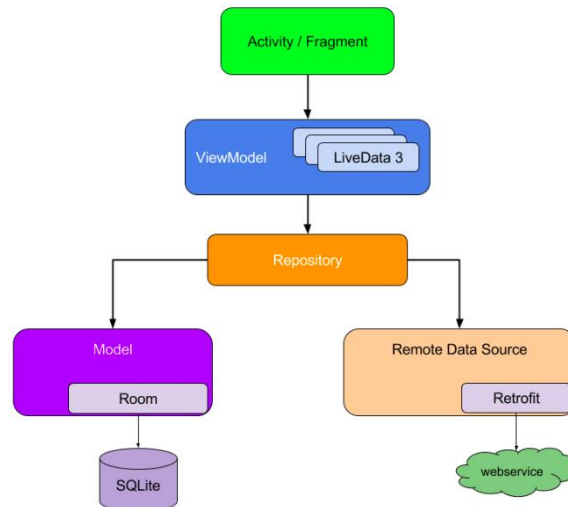 Activity / Fragment
ViewModel
LiveData 3
Repository
Model
Remote Data Source
Room
Retrofit
SQLite
webservice